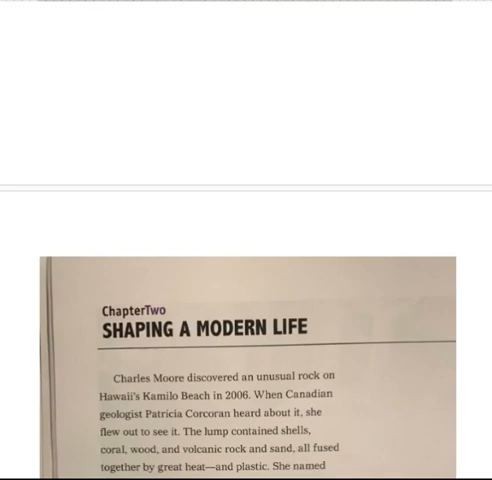 ChapterTwo
SHAPING A MODERN LIFE
Charles Moore discovered an unusual rock on
Hawaii's Kamilo Beach in 2006. When Canadian
geologist Patricia Corcoran heard about it, she
flew out to see it. The lump contained shells,
coral, wood, and volcanic rock and sand, all fused
together by great heat—and plastic. She named